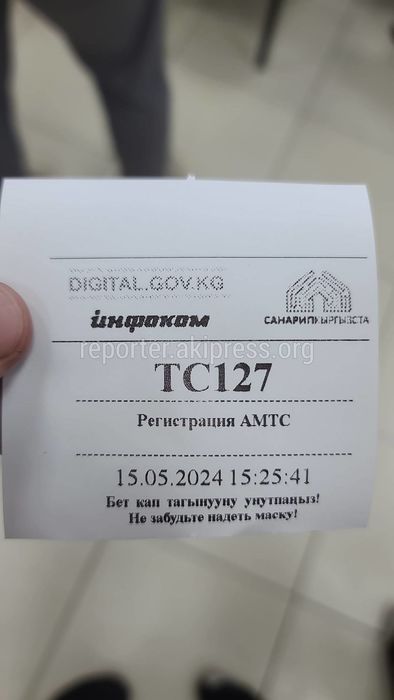 DIGITAL.GOV.KG
инфоком
САНАРИПКЫРГЫЗСТА
reporter.akipress.org
ТС127
Регистрация АМТС
15.05.2024 15:25:41
Бет кап тагынууну унутпаңыз!
Не забудьте надеть маску!